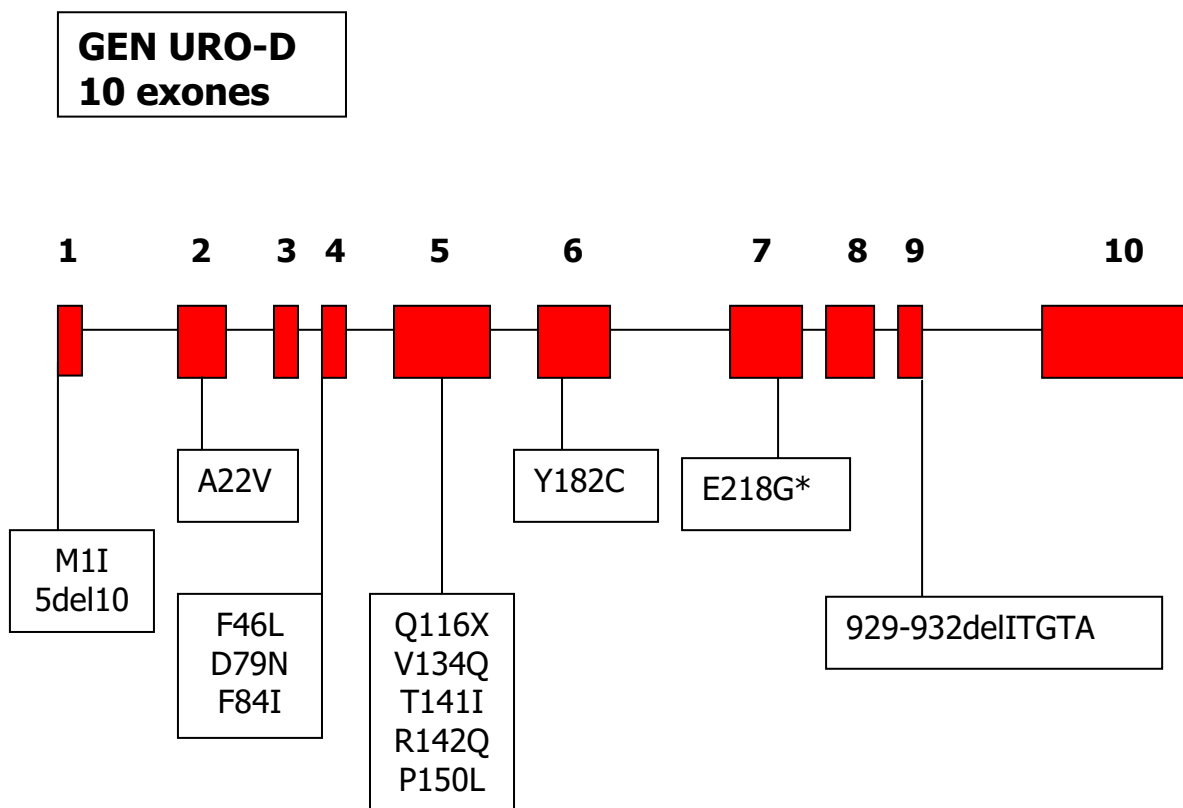 GEN URO-D
10 exones
1 2 3 4 5 6 7 8 9 10
A22V
Y182C
E218G*
M1I
5del10
F46L
D79N
F84I
Q116X
V134Q
T141I
R142Q
P150L
929-932delITGTA